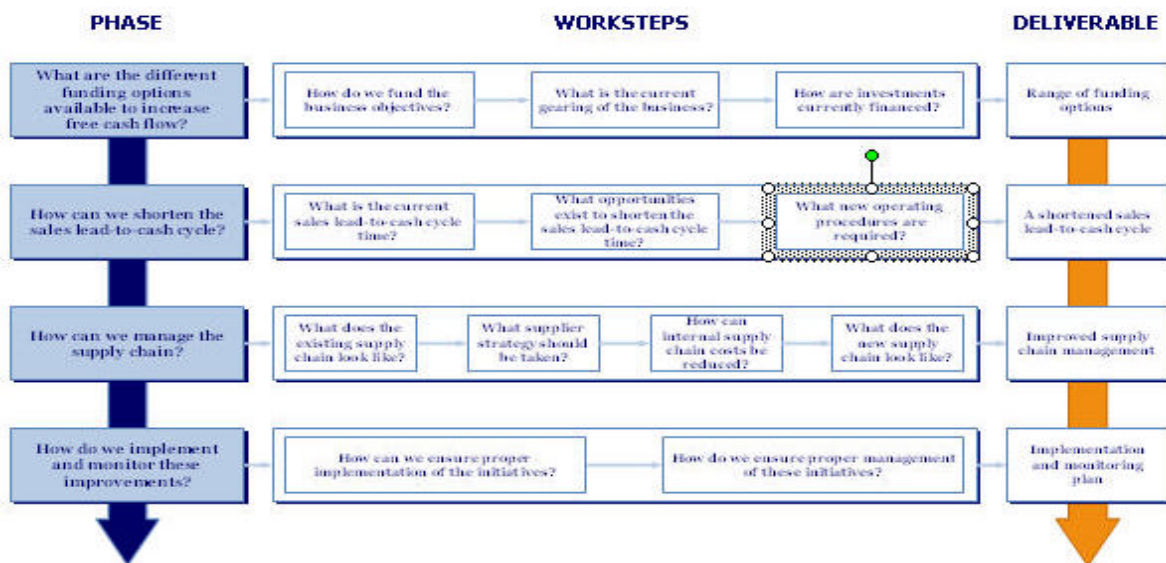 PHASE
WORKSTEPS
DELIVERABLE
What are the different
funding options
available to increase
free cash flow?
How do we fund the
business objectives?
What is the current
gearing of the business?
How are investments
currently financed?
Range of funding
options
How can we shorten the
sales lead-to-cash cycle?
What is the current
sales lead-to-cash cycle
time?
What opportunities
exist to shorten the
sales lead-to-cash cycle
time?
What new operating
procedures are
required?
A shortened sales
lead-to-cash cycle
How can we manage the
supply chain?
What does the
existing supply
chain look like?
What supplier
strategy should
be taken?
How can
internal supply
chain costs be
reduced?
What does the
new supply
chain look like?
Improved supply
chain management
How do we implement
and monitor these
improvements?
How can we ensure proper
implementation of the initiatives?
How do we ensure proper management
of these initiatives?
Implementation
and monitoring
plan